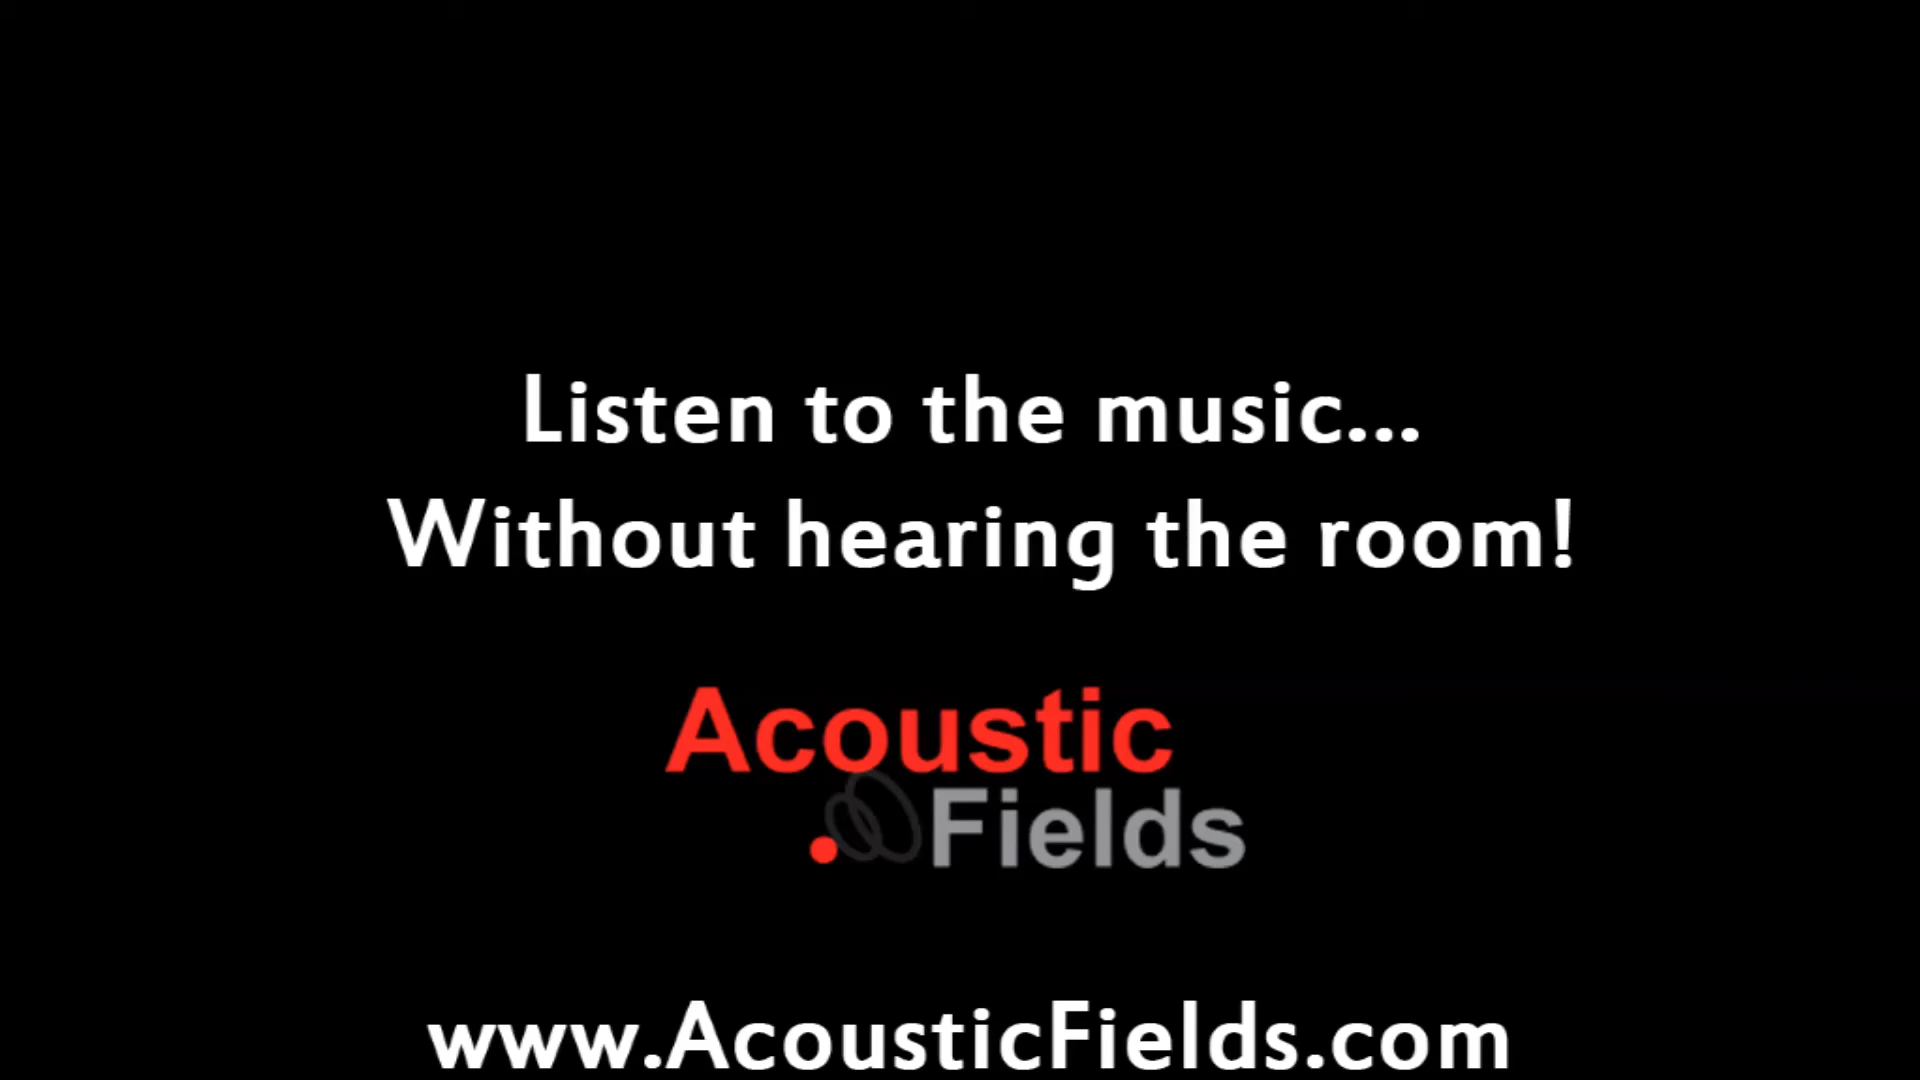 Listen to the music...
Without hearing the room!
Acoustic
Fields
www.AcousticFields.com